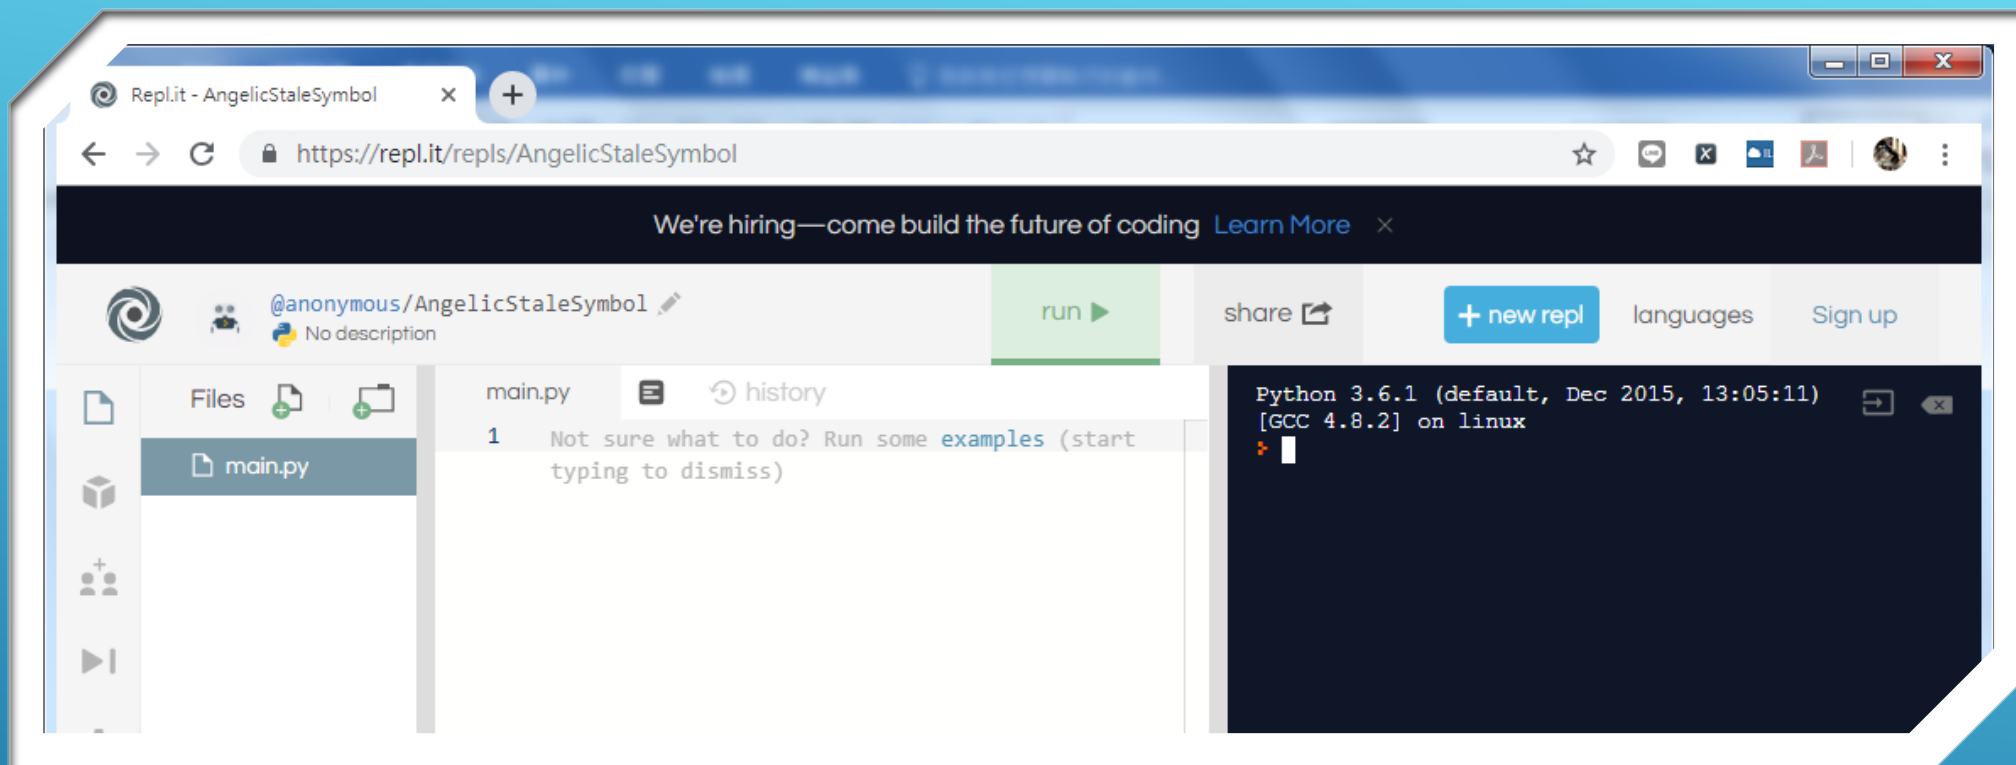 Repl.it - AngelicStaleSymbol
https://repl.it/repls/AngelicStaleSymbol
We're hiring—come build the future of coding Learn More
@anonymous/AngelicStaleSymbol
No description
run
share
+ new repl
languages
Sign up
Files
main.py
main.py
history
1 Not sure what to do? Run some examples (start
typing to dismiss)
Python 3.6.1 (default, Dec 2015, 13:05:11)
[GCC 4.8.2] on linux